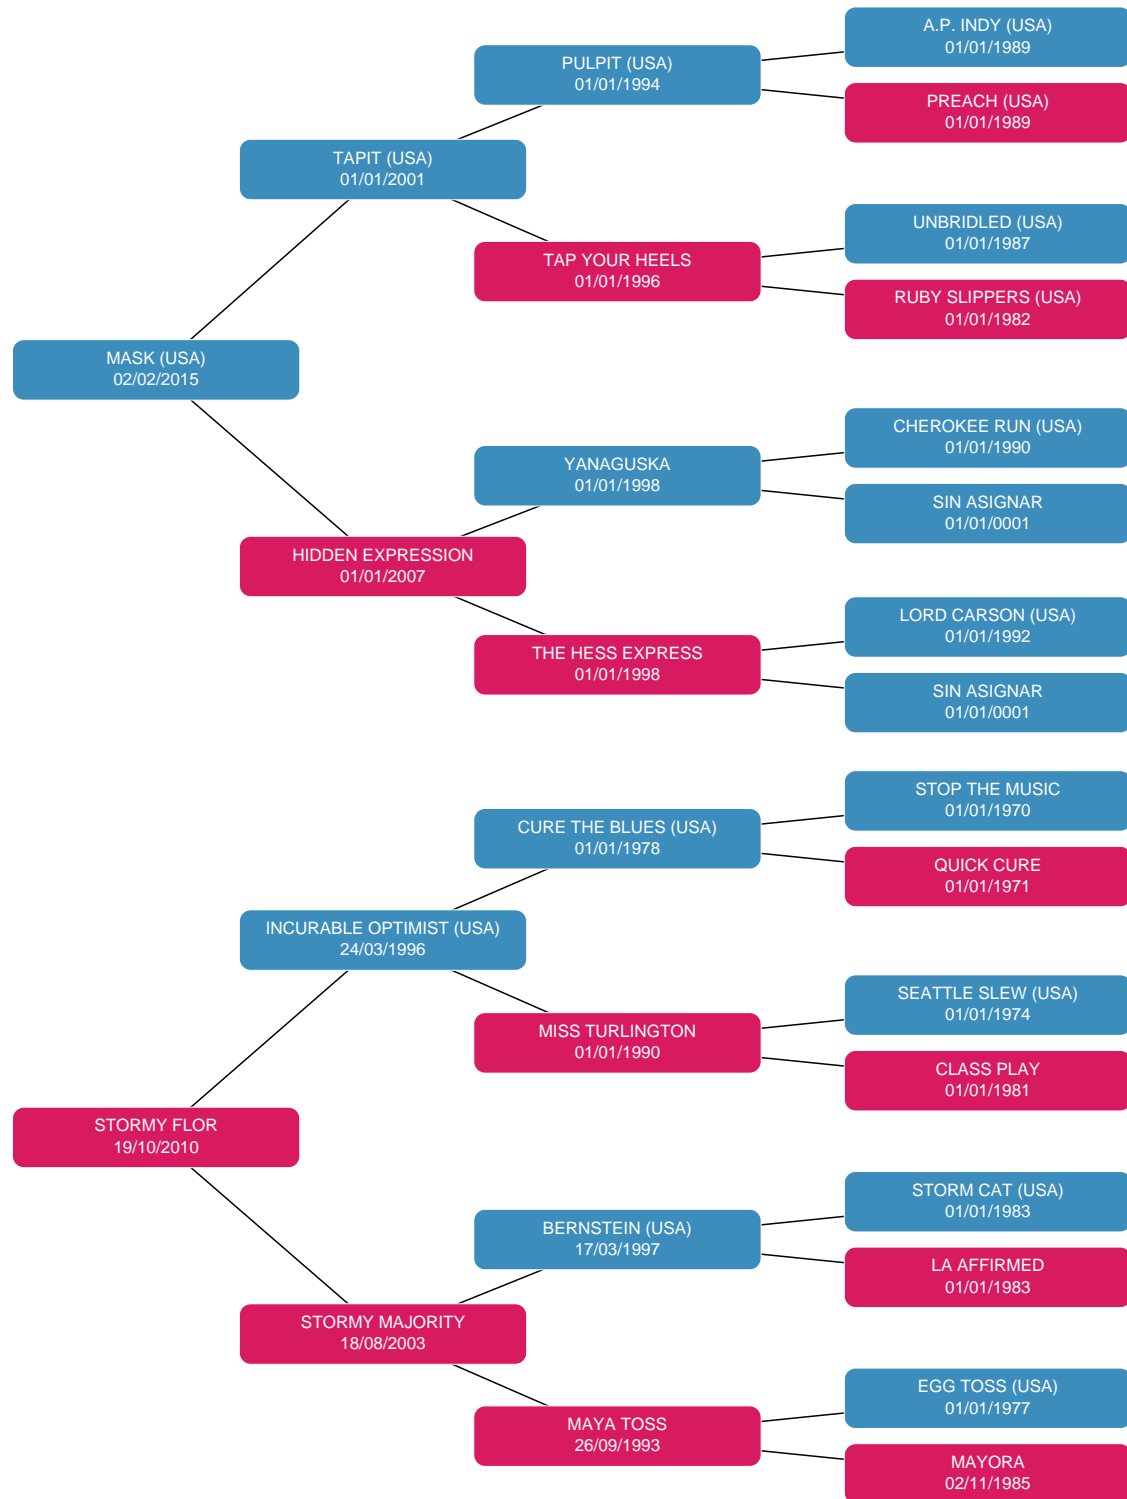 A.P. INDY (USA)
01/01/1989
PULPIT (USA)
01/01/1994
PREACH (USA)
01/01/1989
TAPIT (USA)
01/01/2001
UNBRIDLED (USA)
01/01/1987
TAP YOUR HEELS
01/01/1996
RUBY SLIPPERS (USA)
01/01/1982
MASK (USA)
02/02/2015
CHEROKEE RUN (USA)
01/01/1990
YANAGUSKA
01/01/1998
SIN ASIGNAR
01/01/0001
HIDDEN EXPRESSION
01/01/2007
LORD CARSON (USA)
01/01/1992
THE HESS EXPRESS
01/01/1998
SIN ASIGNAR
01/01/0001
STOP THE MUSIC
01/01/1970
CURE THE BLUES (USA)
01/01/1978
QUICK CURE
01/01/1971
INCURABLE OPTIMIST (USA)
24/03/1996
SEATTLE SLEW (USA)
01/01/1974
MISS TURLINGTON
01/01/1990
CLASS PLAY
01/01/1981
STORMY FLOR
19/10/2010
STORM CAT (USA)
01/01/1983
BERNSTEIN (USA)
17/03/1997
LA AFFIRMED
01/01/1983
STORMY MAJORITY
18/08/2003
EGG TOSS (USA)
01/01/1977
MAYA TOSS
26/09/1993
MAYORA
02/11/1985